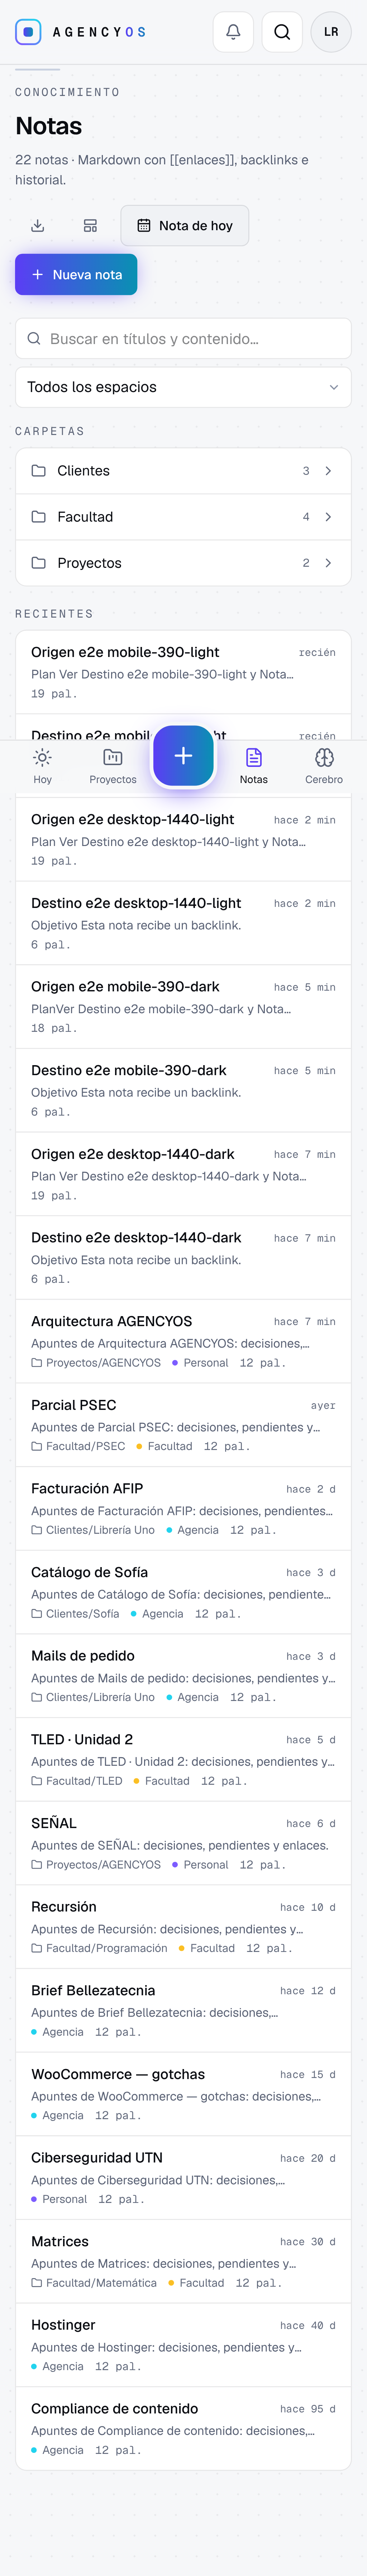 AGENCYOS
LR
CONOCIMIENTO
Notas
22 notas · Markdown con [[enlaces]], backlinks e
historial.
Nota de hoy
Nueva nota
Buscar en títulos y contenido...
Todos los espacios
CARPETAS
Clientes 3
Facultad 4
Proyectos 2
RECIENTES
Origen e2e mobile-390-light recién
Plan Ver Destino e2e mobile-390-light y Nota...
19 pal.
Destino e2e mobile-390-light recién
Hoy Proyectos Notas Cerebro
Origen e2e desktop-1440-light hace 2 min
Plan Ver Destino e2e desktop-1440-light y Nota...
19 pal.
Destino e2e desktop-1440-light hace 2 min
Objetivo Esta nota recibe un backlink.
6 pal.
Origen e2e mobile-390-dark hace 5 min
PlanVer Destino e2e mobile-390-dark y Nota...
18 pal.
Destino e2e mobile-390-dark hace 5 min
Objetivo Esta nota recibe un backlink.
6 pal.
Origen e2e desktop-1440-dark hace 7 min
Plan Ver Destino e2e desktop-1440-dark y Nota...
19 pal.
Destino e2e desktop-1440-dark hace 7 min
Objetivo Esta nota recibe un backlink.
6 pal.
Arquitectura AGENCYOS hace 7 min
Apuntes de Arquitectura AGENCYOS: decisiones,...
Proyectos/AGENCYOS Personal 12 pal.
Parcial PSEC ayer
Apuntes de Parcial PSEC: decisiones, pendientes y...
Facultad/PSEC Facultad 12 pal.
Facturación AFIP hace 2 d
Apuntes de Facturación AFIP: decisiones, pendientes...
Clientes/Librería Uno Agencia 12 pal.
Catálogo de Sofía hace 3 d
Apuntes de Catálogo de Sofía: decisiones, pendiente...
Clientes/Sofía Agencia 12 pal.
Mails de pedido hace 3 d
Apuntes de Mails de pedido: decisiones, pendientes y...
Clientes/Librería Uno Agencia 12 pal.
TLED · Unidad 2 hace 5 d
Apuntes de TLED · Unidad 2: decisiones, pendientes y...
Facultad/TLED Facultad 12 pal.
SEÑAL hace 6 d
Apuntes de SEÑAL: decisiones, pendientes y enlaces.
Proyectos/AGENCYOS Personal 12 pal.
Recursión hace 10 d
Apuntes de Recursión: decisiones, pendientes y...
Facultad/Programación Facultad 12 pal.
Brief Bellezatecnia hace 12 d
Apuntes de Brief Bellezatecnia: decisiones,...
Agencia 12 pal.
WooCommerce — gotchas hace 15 d
Apuntes de WooCommerce — gotchas: decisiones,...
Agencia 12 pal.
Ciberseguridad UTN hace 20 d
Apuntes de Ciberseguridad UTN: decisiones,...
Personal 12 pal.
Matrices hace 30 d
Apuntes de Matrices: decisiones, pendientes y...
Facultad/Matemática Facultad 12 pal.
Hostinger hace 40 d
Apuntes de Hostinger: decisiones, pendientes y...
Agencia 12 pal.
Compliance de contenido hace 95 d
Apuntes de Compliance de contenido: decisiones,...
Agencia 12 pal.